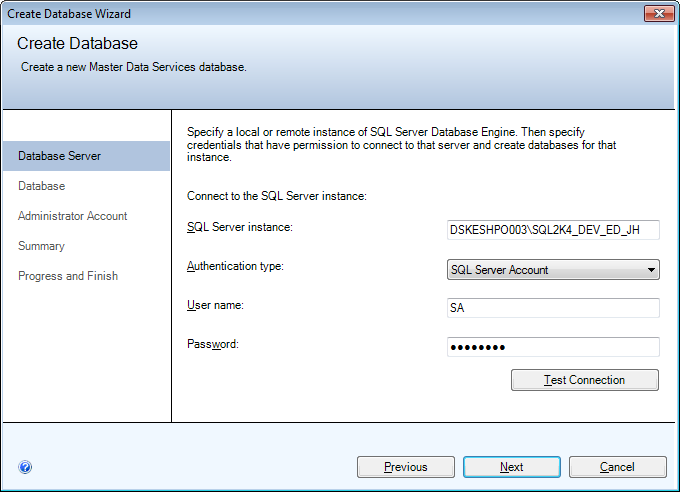 Create Database Wizard
Create Database
Create a new Master Data Services database.
Database Server
Database
Administrator Account
Summary
Progress and Finish
Specify a local or remote instance of SQL Server Database Engine. Then specify
credentials that have permission to connect to that server and create databases for that
instance.
Connect to the SQL Server instance:
SQL Server instance:
DSKESHPO003\SQL2K4_DEV_ED_JH
Authentication type:
SQL Server Account
User name:
SA
Password:
●●●●●●●●
Test Connection
?
Previous
Next
Cancel